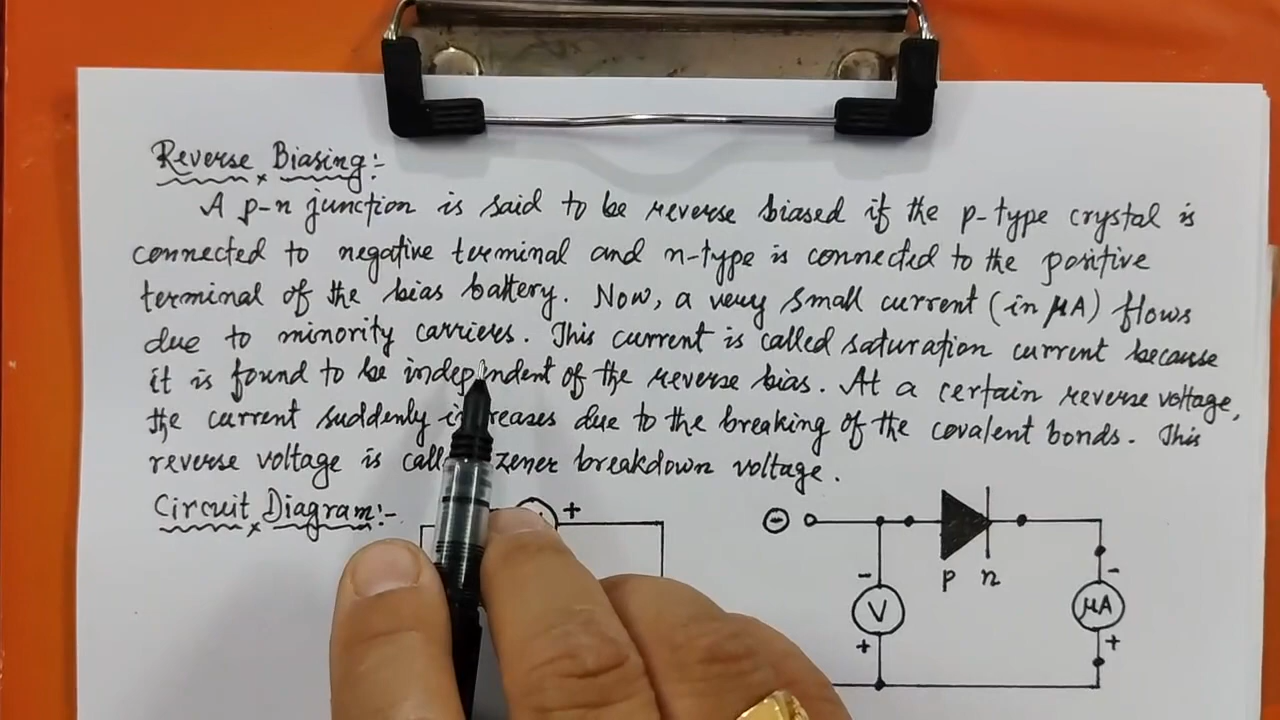 Reverse Biasing:-
A p-n junction is said to be reverse biased if the p-type crystal is
connected to negative terminal and n-type is connected to the positive
terminal of the bias battery. Now, a very small current (in μA) flows
due to minority carriers. This current is called saturation current because
it is found to be independent of the reverse bias. At a certain reverse voltage,
the current suddenly increases due to the breaking of the covalent bonds. This
reverse voltage is zener breakdown voltage.
Circuit Diagram:-
+
- p n -
V μA
+ +